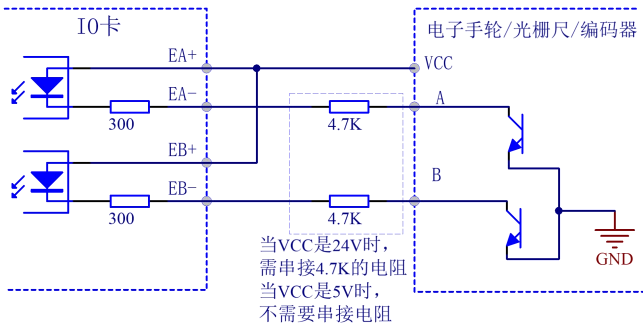 IO卡
电子手轮/光栅尺/编码器
EA+
VCC
EA-
A
300
4.7K
EB+
EB-
B
300
4.7K
当VCC是24V时，
需串接4.7K的电阻
当VCC是5V时，
不需要串接电阻
GND